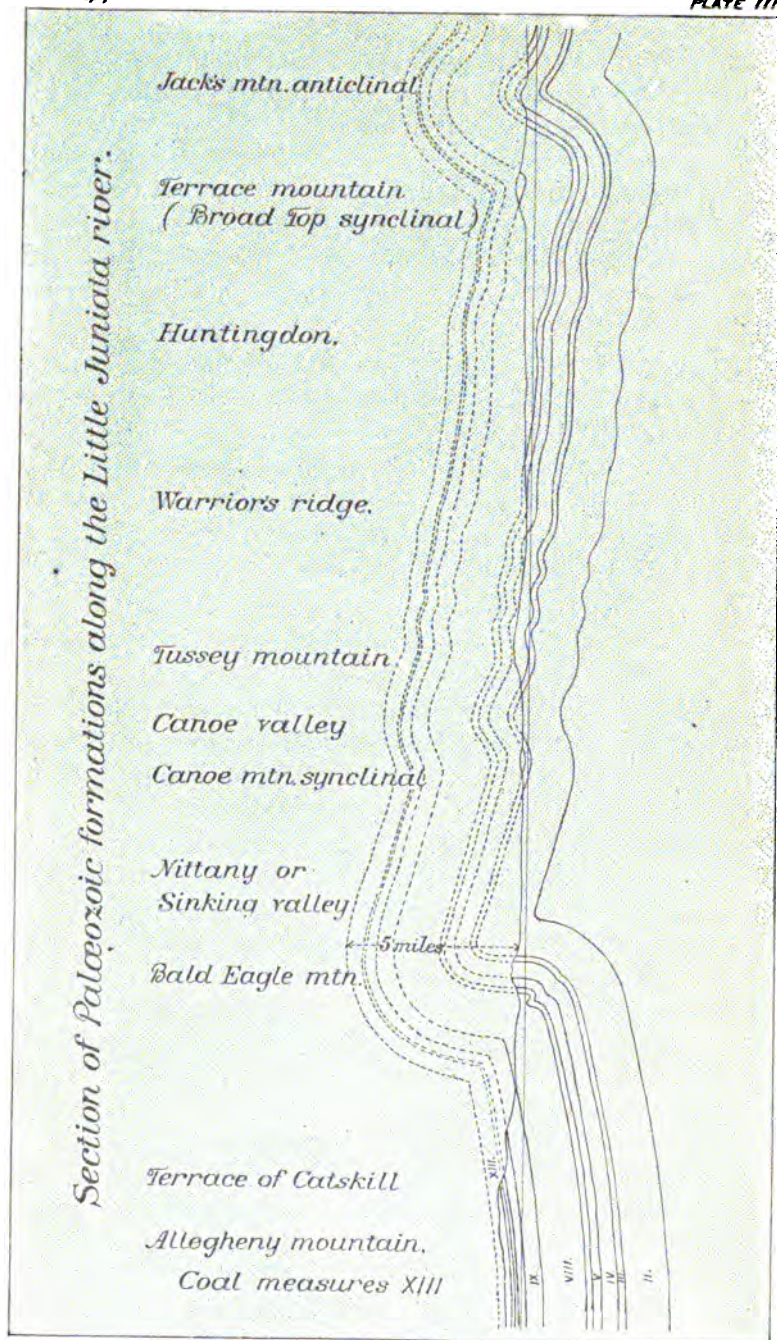 PLATE III
Section of Palæozoic formations along the Little Juniata river.
Jack's mtn. anticlinal
Terrace mountain
( Broad Top synclinal )
Huntingdon.
Warrior's ridge.
Tussey mountain.
Canoe valley
Canoe mtn. synclinal
Nittany or
Sinking valley.
5 miles
Bald Eagle mtn.
XIII.
Terrace of Catskill
Allegheny mountain.
Coal measures XIII
IX.
VIII.
V
IV
III.
II.